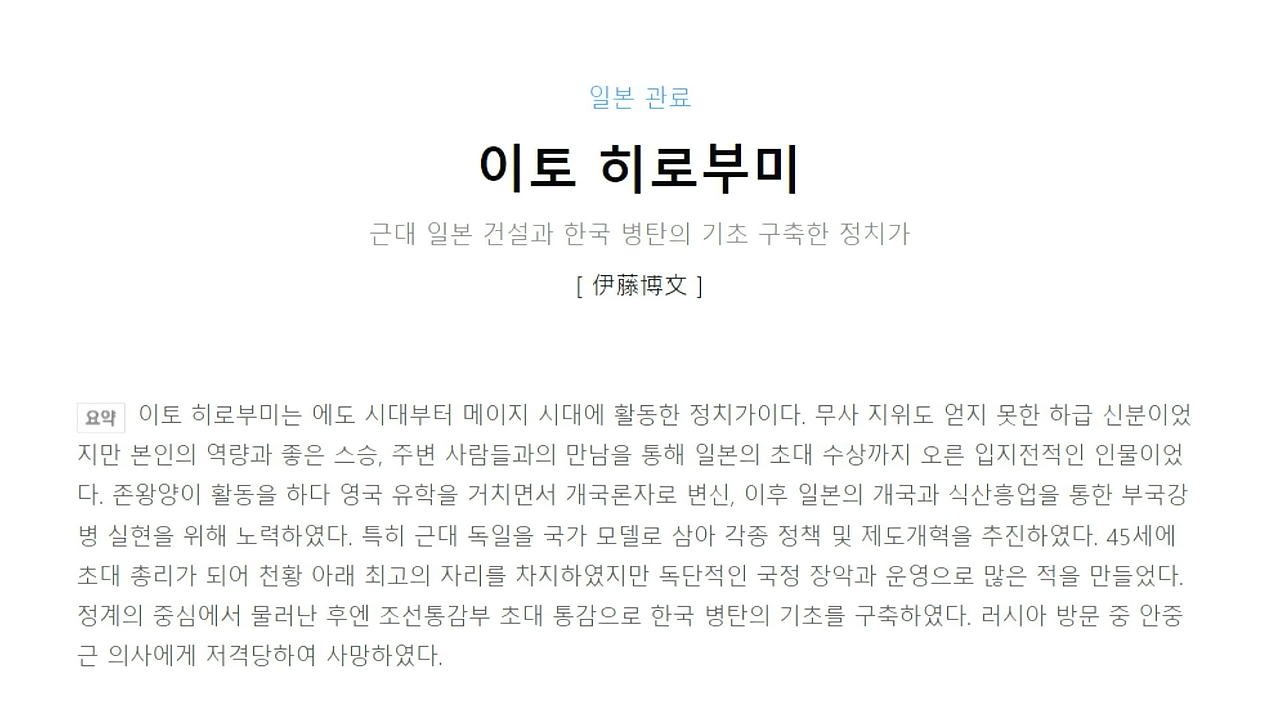 일본 관료
이토 히로부미
근대 일본 건설과 한국 병탄의 기초 구축한 정치가
[ 伊藤博文 ]
요약 이토 히로부미는 에도 시대부터 메이지 시대에 활동한 정치가이다. 무사 지위도 얻지 못한 하급 신분이었
지만 본인의 역량과 좋은 스승, 주변 사람들과의 만남을 통해 일본의 초대 수상까지 오른 입지전적인 인물이었
다. 존왕양이 활동을 하다 영국 유학을 거치면서 개국론자로 변신, 이후 일본의 개국과 식산흥업을 통한 부국강
병 실현을 위해 노력하였다. 특히 근대 독일을 국가 모델로 삼아 각종 정책 및 제도개혁을 추진하였다. 45세에
초대 총리가 되어 천황 아래 최고의 자리를 차지하였지만 독단적인 국정 장악과 운영으로 많은 적을 만들었다.
정계의 중심에서 물러난 후엔 조선통감부 초대 통감으로 한국 병탄의 기초를 구축하였다. 러시아 방문 중 안중
근 의사에게 저격당하여 사망하였다.